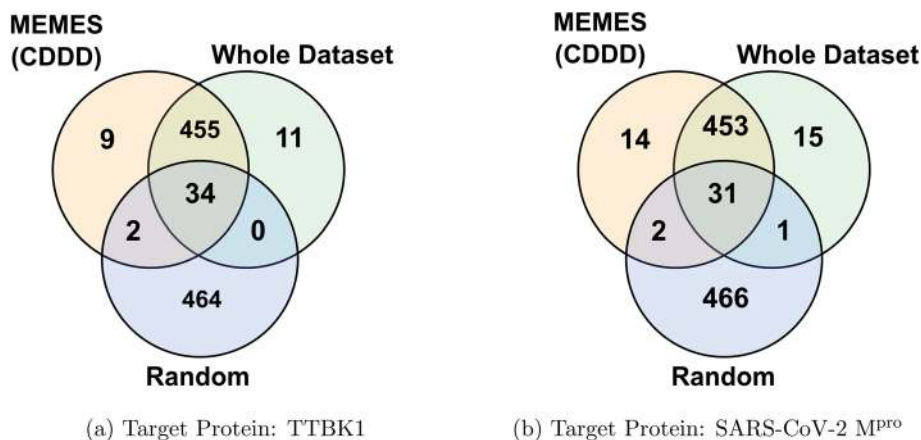 MEMES
(CDDD)
Whole Dataset
9
455
11
34
2
0
464
Random
(a) Target Protein: TTBK1
MEMES
(CDDD)
Whole Dataset
14
453
15
31
2
1
466
Random
(b) Target Protein: SARS-CoV-2 Mᵖʳᵒ